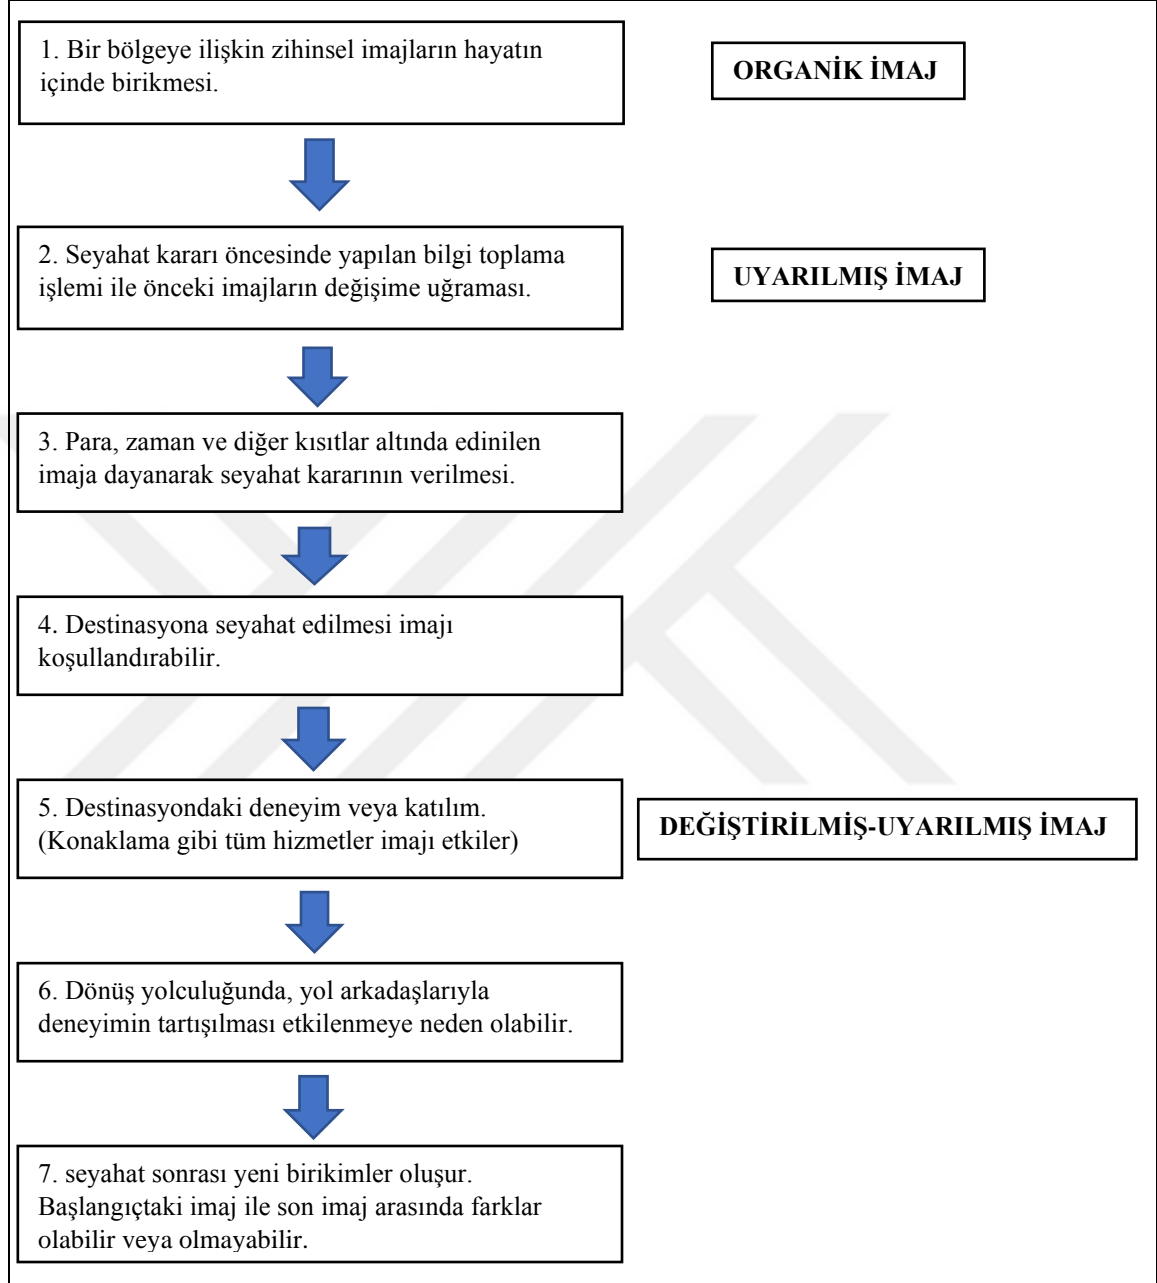 1. Bir bölgeye ilişkin zihinsel imajların hayatın
içinde birikmesi.
ORGANİK İMAJ
2. Seyahat kararı öncesinde yapılan bilgi toplama
işlemi ile önceki imajların değişime uğraması.
UYARILMIŞ İMAJ
3. Para, zaman ve diğer kısıtlar altında edinilen
imaja dayanarak seyahat kararının verilmesi.
4. Destinasyona seyahat edilmesi imajı
koşullandırabilir.
5. Destinasyondaki deneyim veya katılım.
(Konaklama gibi tüm hizmetler imajı etkiler)
DEĞİŞTİRİLMİŞ-UYARILMIŞ İMAJ
6. Dönüş yolculuğunda, yol arkadaşlarıyla
deneyimin tartışılması etkilenmeye neden olabilir.
7. seyahat sonrası yeni birikimler oluşur.
Başlangıçtaki imaj ile son imaj arasında farklar
olabilir veya olmayabilir.